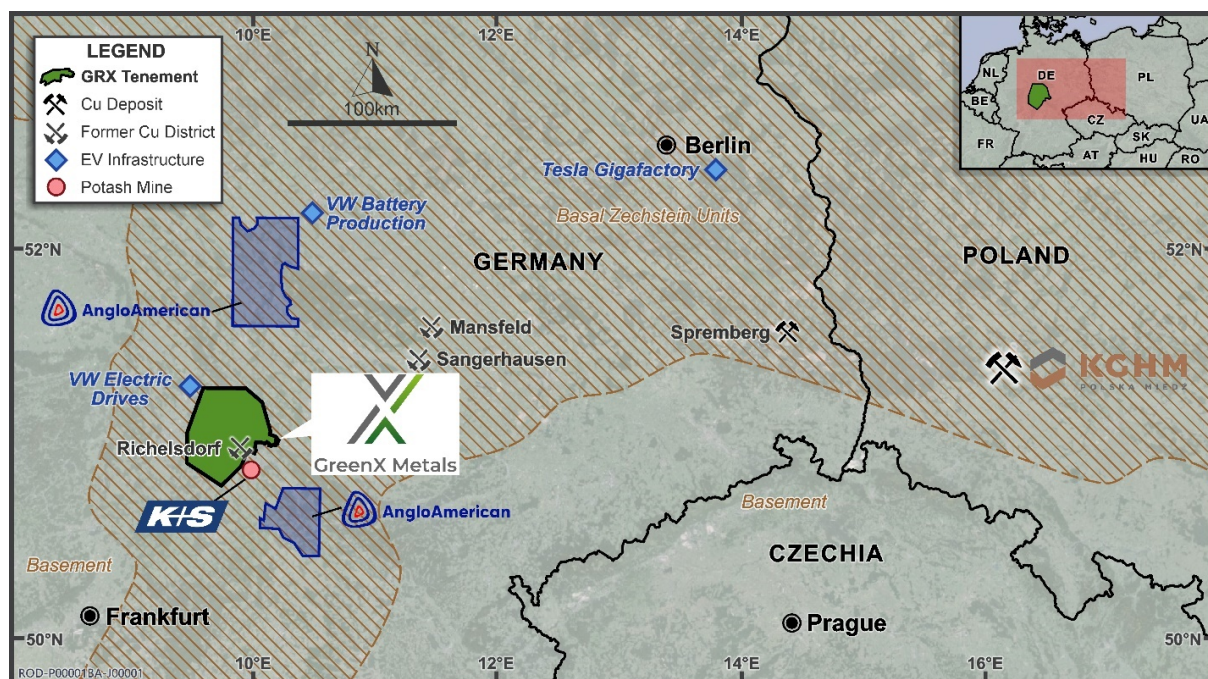 LEGEND
GRX Tenement
Cu Deposit
Former Cu District
EV Infrastructure
Potash Mine
10°E
12°E
14°E
N
100km
NL
DE
PL
BE
CZ
UA
FR
SK
AT
HU
RO
Berlin
Tesla Gigafactory
VW Battery
Production
Basal Zechstein Units
52°N
GERMANY
POLAND
52°N
AngloAmerican
Mansfeld
Spremberg
Sangerhausen
KGHM
POLSKA MIEDŹ
VW Electric
Drives
Richelsdorf
GreenX Metals
K+S
AngloAmerican
Basement
CZECHIA
Basement
Frankfurt
Prague
50°N
10°E
12°E
14°E
16°E
50°N
ROD-P00001BA-J00001